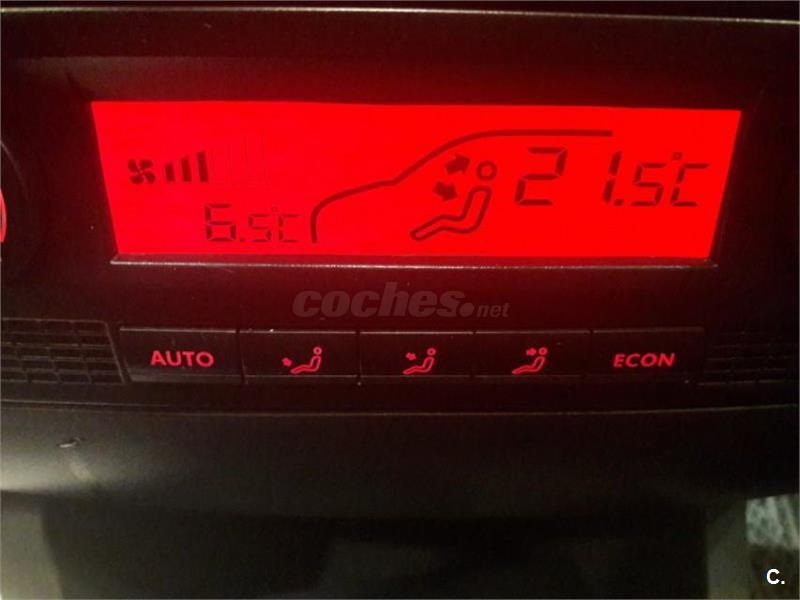 21.5°C
6.5°C
coches.net
AUTO ECON
C.